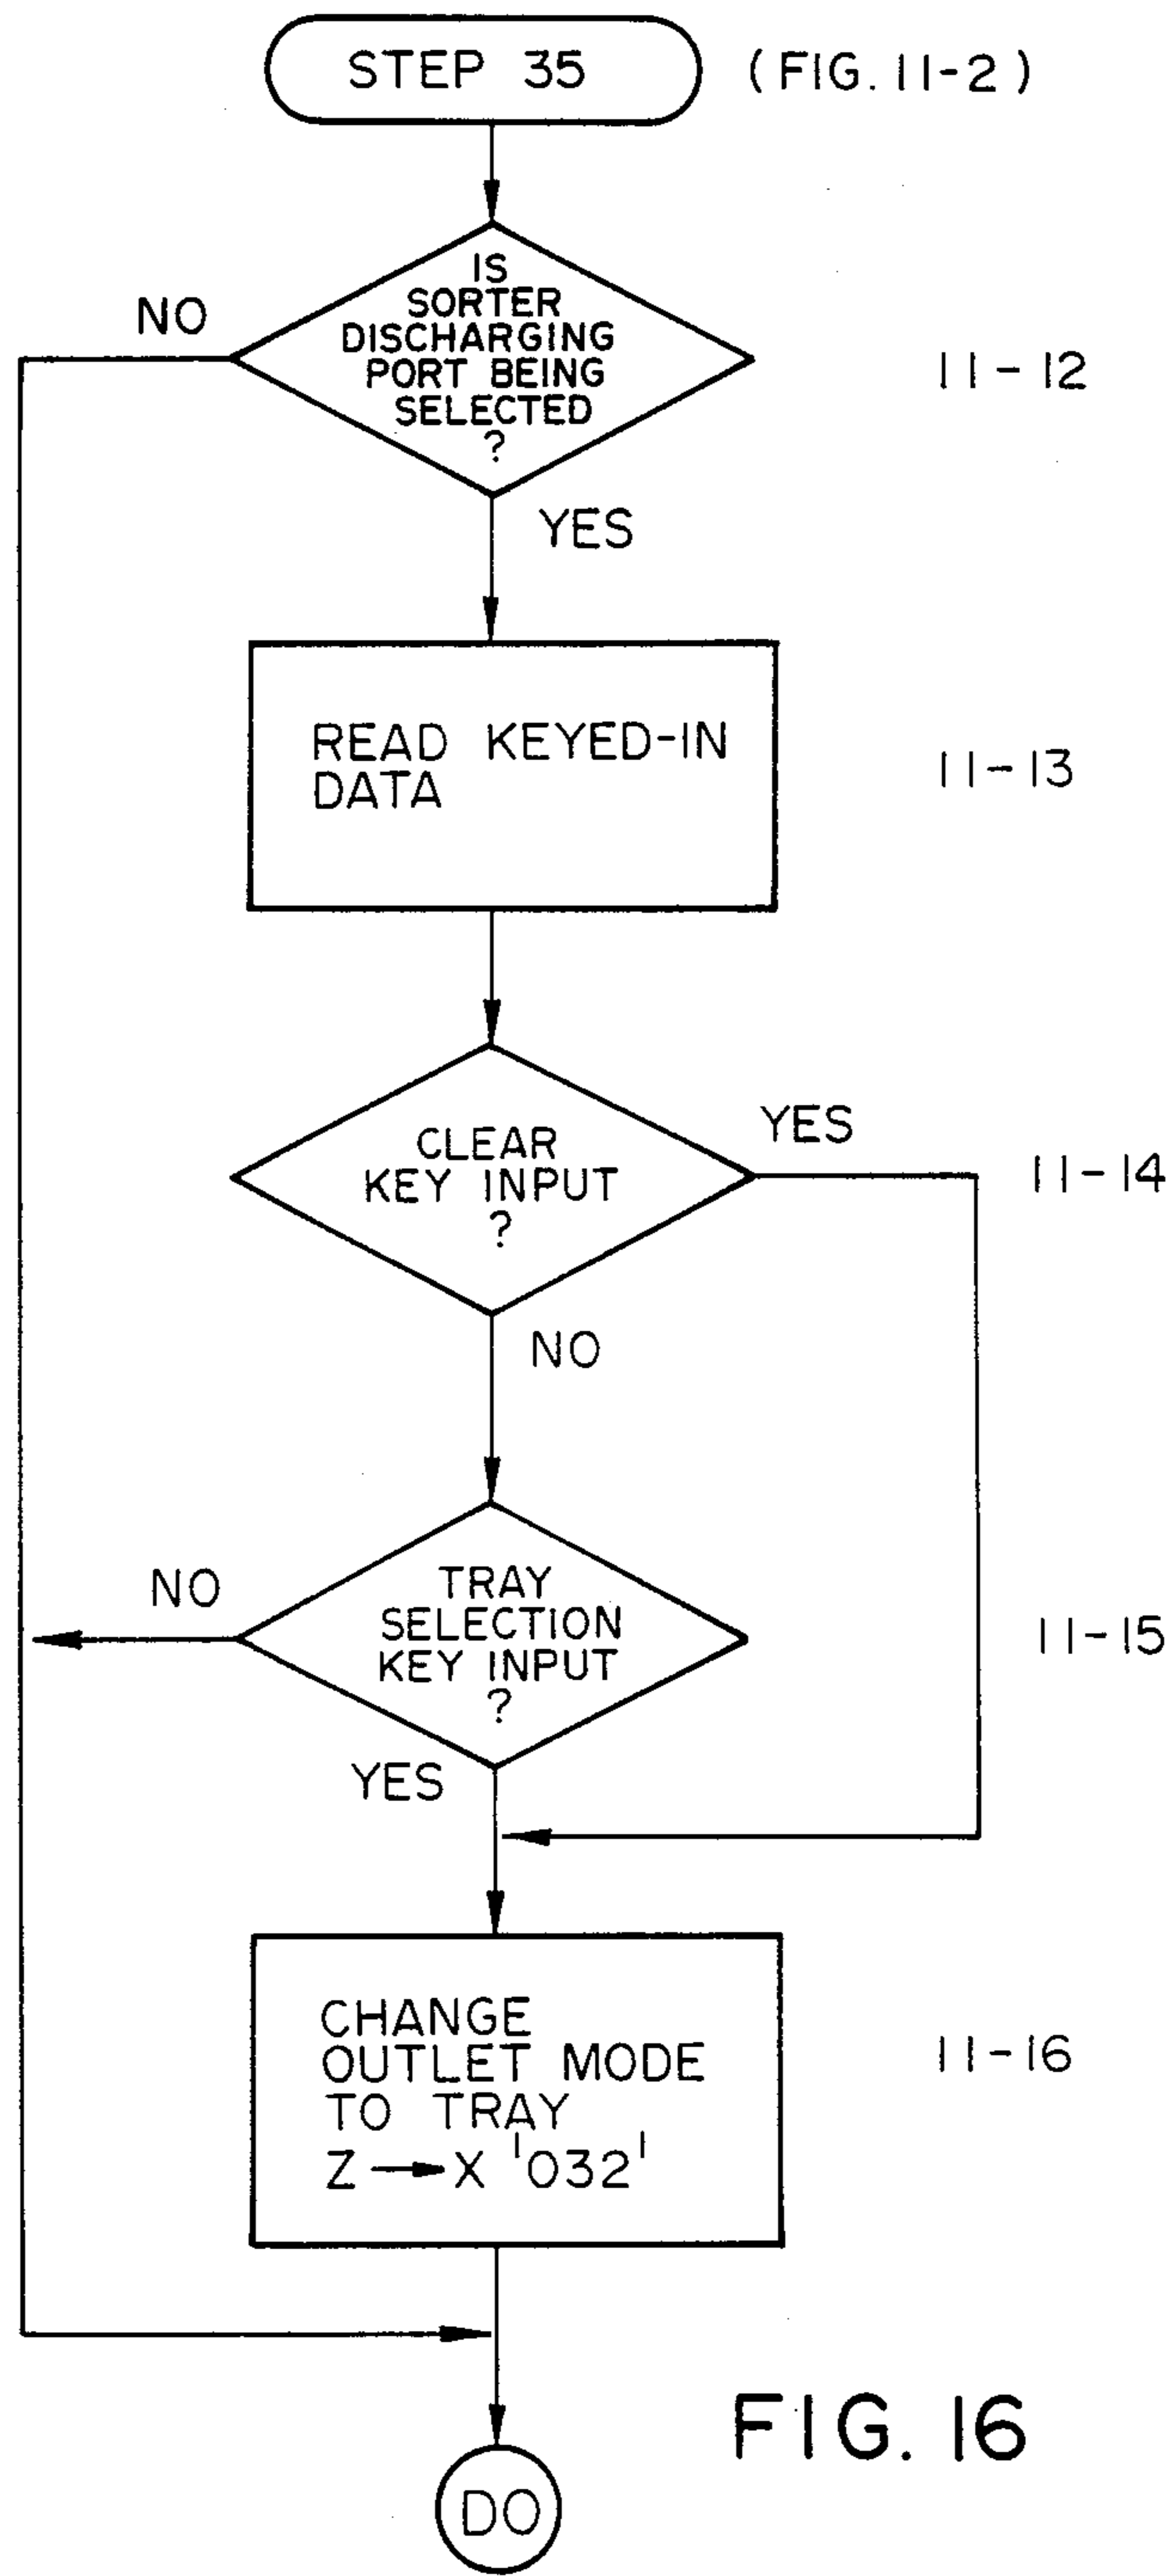 STEP 35 (FIG. 11-2)
IS
SORTER
DISCHARGING
PORT BEING
SELECTED
?
NO
11-12
YES
READ KEYED-IN
DATA
11-13
CLEAR
KEY INPUT
?
YES
11-14
NO
TRAY
SELECTION
KEY INPUT
?
NO
11-15
YES
CHANGE
OUTLET MODE
TO TRAY
Z → X '032'
11-16
FIG. 16
DO